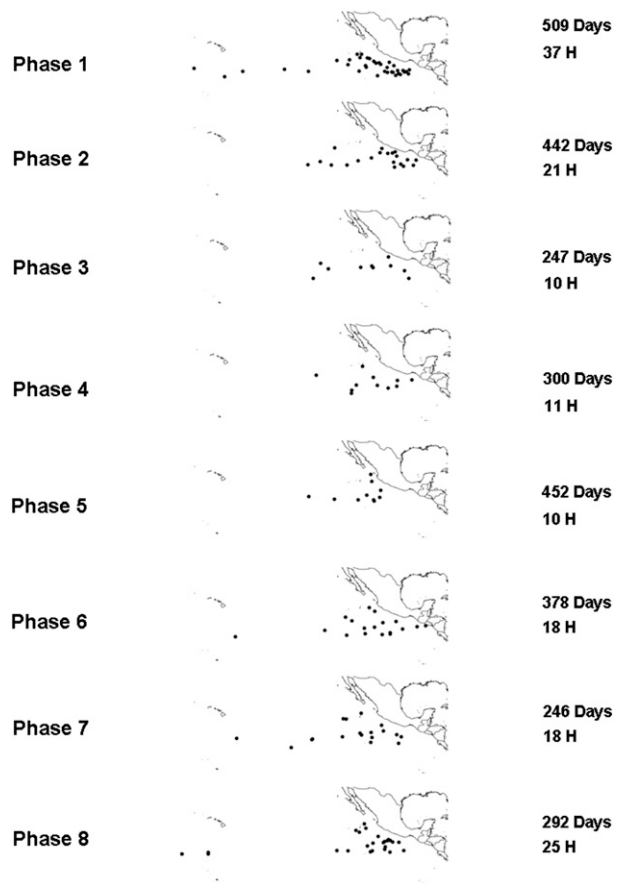 509 Days
Phase 1
37 H
442 Days
Phase 2
21 H
247 Days
Phase 3
10 H
300 Days
Phase 4
11 H
452 Days
Phase 5
10 H
378 Days
Phase 6
18 H
246 Days
Phase 7
18 H
292 Days
Phase 8
25 H